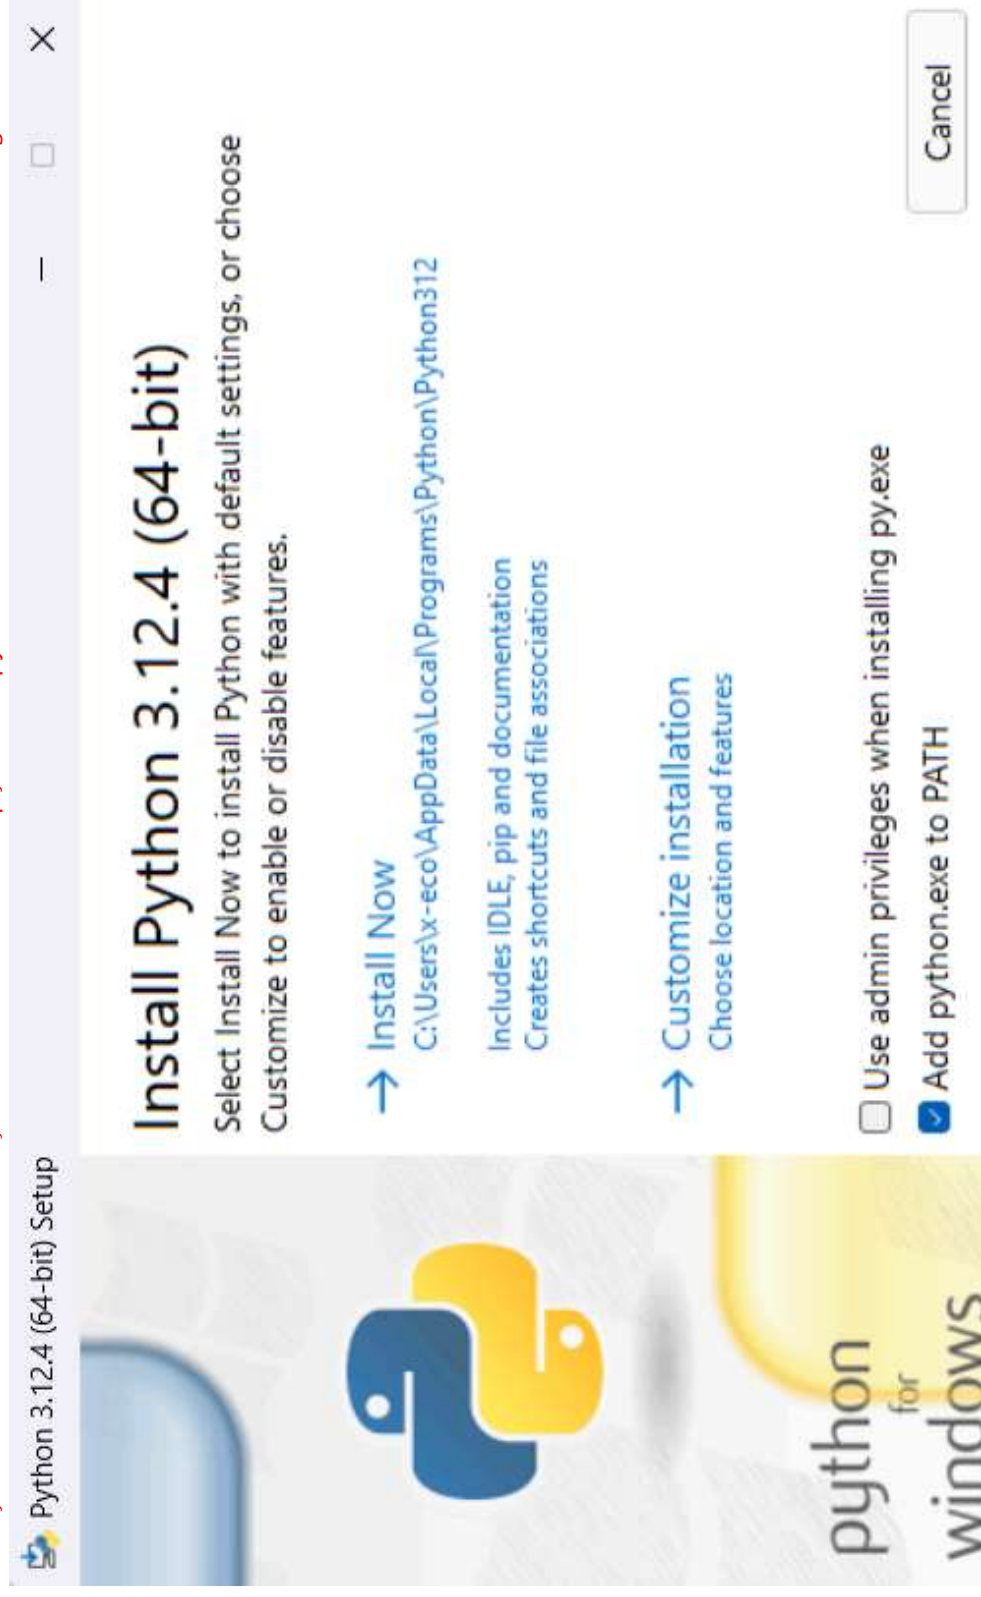 Python 3.12.4 (64-bit) Setup
Install Python 3.12.4 (64-bit)
Select Install Now to install Python with default settings, or choose
Customize to enable or disable features.
Install Now
C:\Users\x-eco\AppData\Local\Programs\Python\Python312
Includes IDLE, pip and documentation
Creates shortcuts and file associations
Customize installation
Choose location and features
Use admin privileges when installing py.exe
Add python.exe to PATH
Cancel
python
for
windows